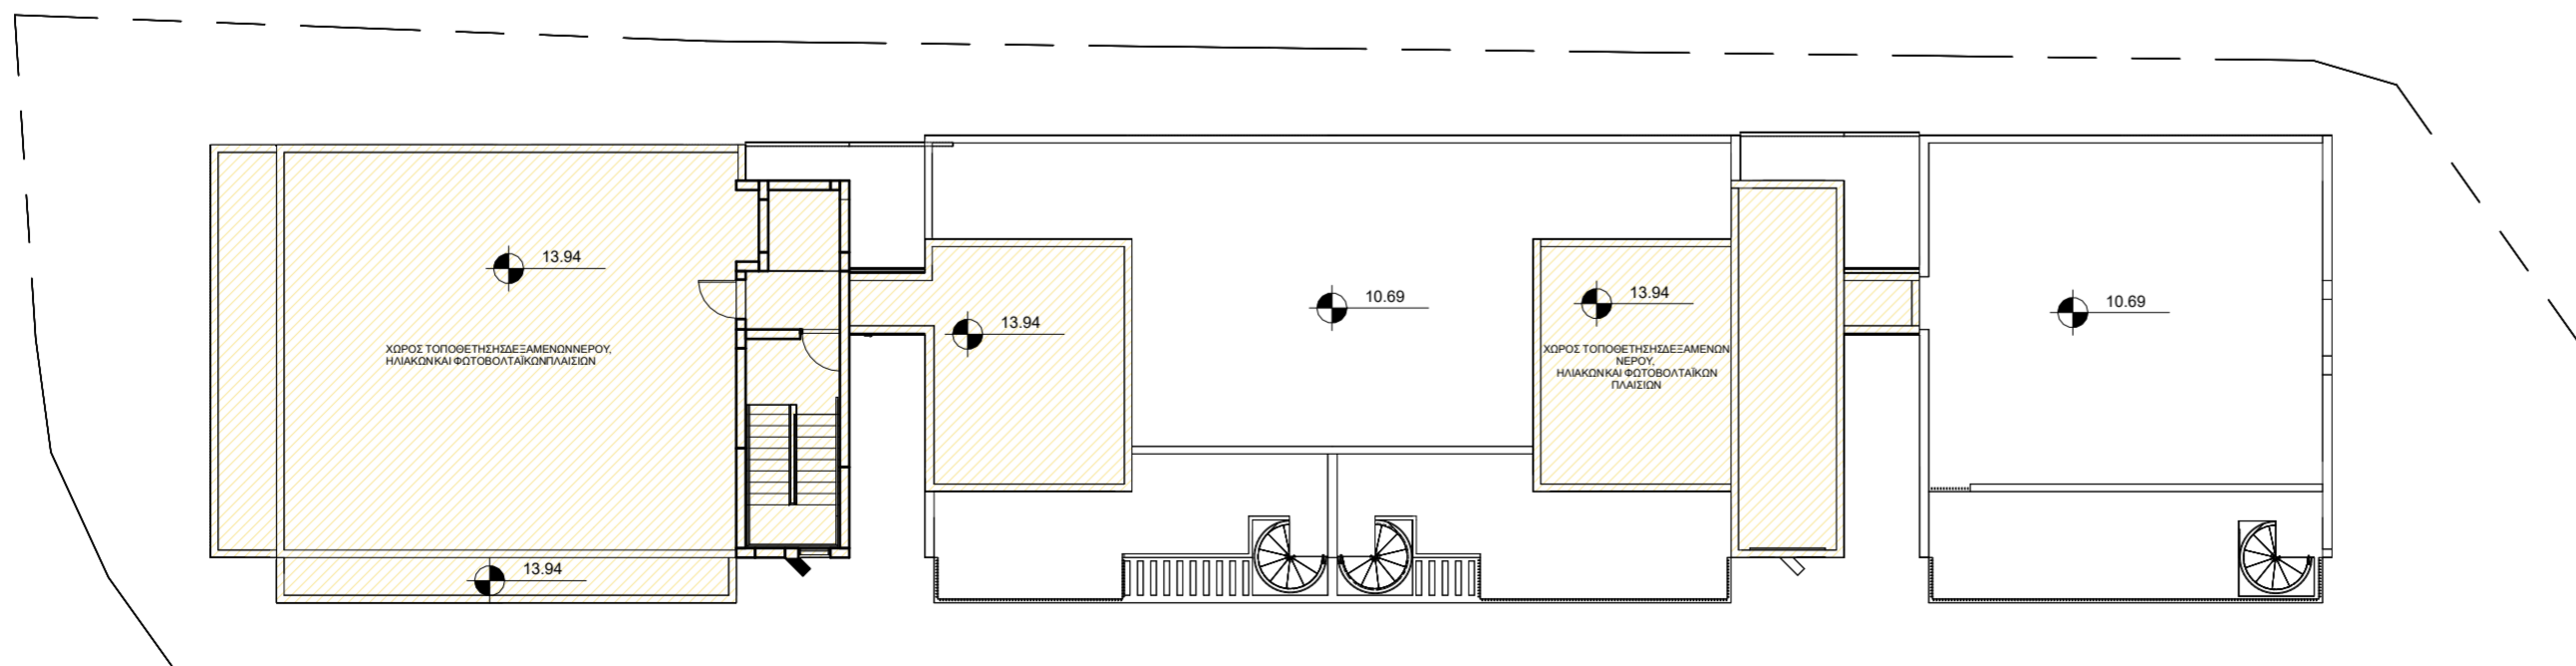 13.94
13.94
13.94
10.69
13.94
10.69
ΧΩΡΟΣ ΤΟΠΟΘΕΤΗΣΗΣΔΕΞΑΜΕΝΩΝΝΕΡΟΥ,
ΗΛΙΑΚΩΝΚΑΙ ΦΩΤΟΒΟΛΤΑΪΚΩΝΠΛΑΙΣΙΩΝ
ΧΩΡΟΣ ΤΟΠΟΘΕΤΗΣΗΣΔΕΞΑΜΕΝΩΝ
ΝΕΡΟΥ,
ΗΛΙΑΚΩΝΚΑΙ ΦΩΤΟΒΟΛΤΑΪΚΩΝ
ΠΛΑΙΣΙΩΝ